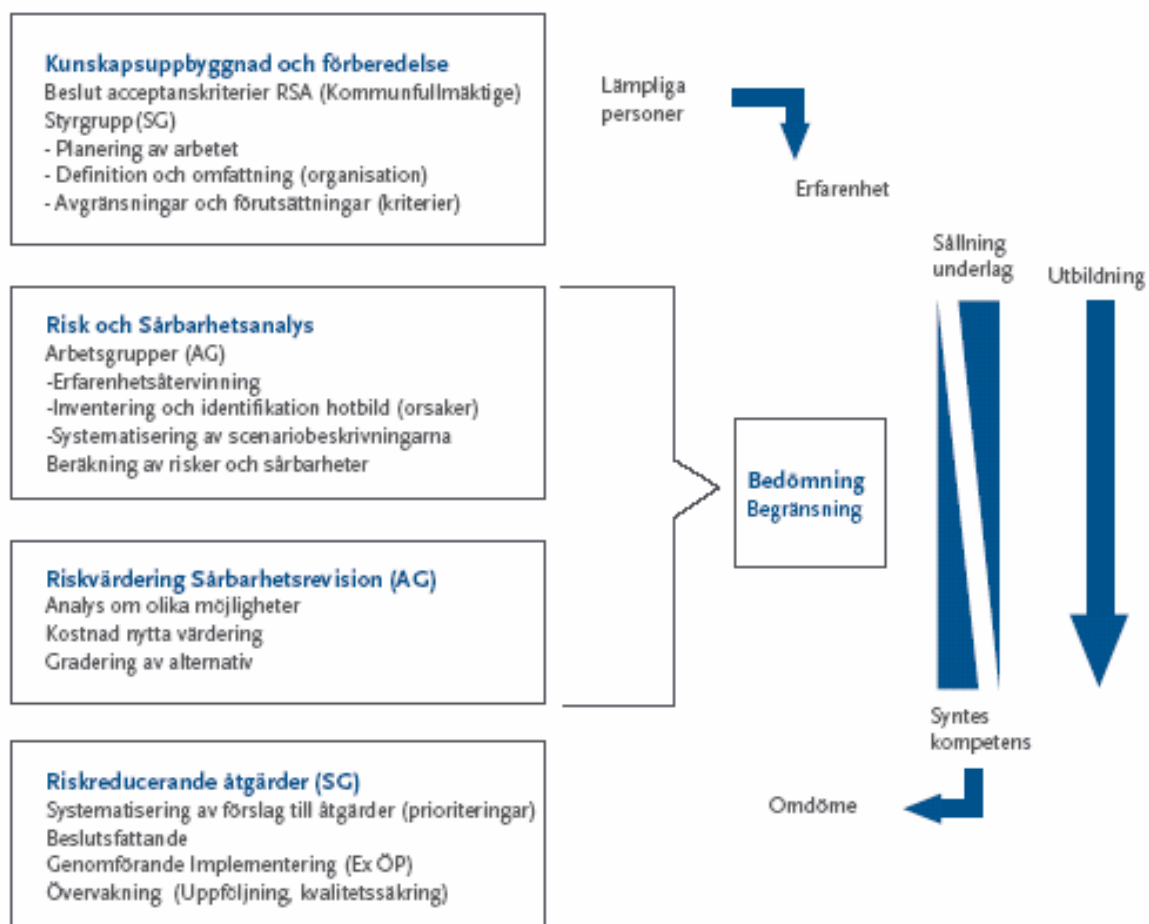 Kunskapsuppbyggnad och förberedelse
Beslut acceptanskriterier RSA (Kommunfullmäktige)
Styrgrupp (SG)
- Planering av arbetet
- Definition och omfattning (organisation)
- Avgränsningar och förutsättningar (kriterier)
Lämpliga
personer
Erfarenhet
Sållning
underlag
Utbildning
Risk och Sårbarhetsanalys
Arbetsgrupper (AG)
-Erfarenhetsåtervinning
-Inventering och identifikation hotbild (orsaker)
-Systematisering av scenariobeskrivningarna
Beräkning av risker och sårbarheter
Bedömning
Begränsning
Riskvärdering Sårbarhetsrevision (AG)
Analys om olika möjligheter
Kostnad nytta värdering
Gradering av alternativ
Syntes
kompetens
Omdöme
Riskreducerande åtgärder (SG)
Systematisering av förslag till åtgärder (prioriteringar)
Beslutsfattande
Genomförande Implementering (Ex ÖP)
Övervakning (Uppföljning, kvalitetssäkring)